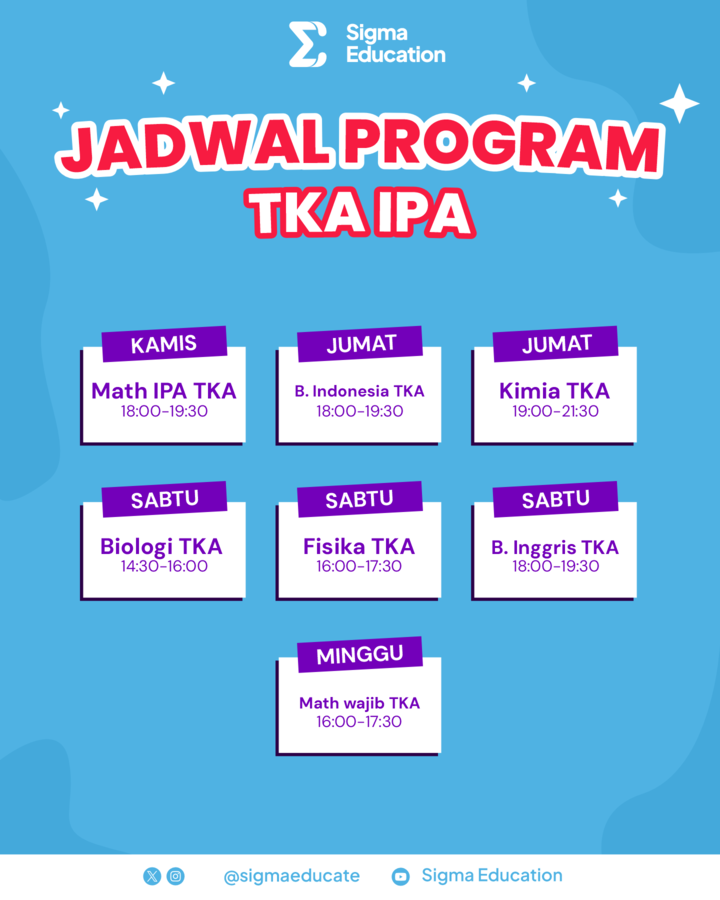 Sigma
Education
JADWAL PROGRAM
TKA IPA
KAMIS
Math IPA TKA
18:00-19:30
JUMAT
B. Indonesia TKA
18:00-19:30
JUMAT
Kimia TKA
19:00-21:30
SABTU
Biologi TKA
14:30-16:00
SABTU
Fisika TKA
16:00-17:30
SABTU
B. Inggris TKA
18:00-19:30
MINGGU
Math wajib TKA
16:00-17:30
@sigmaeducate
Sigma Education